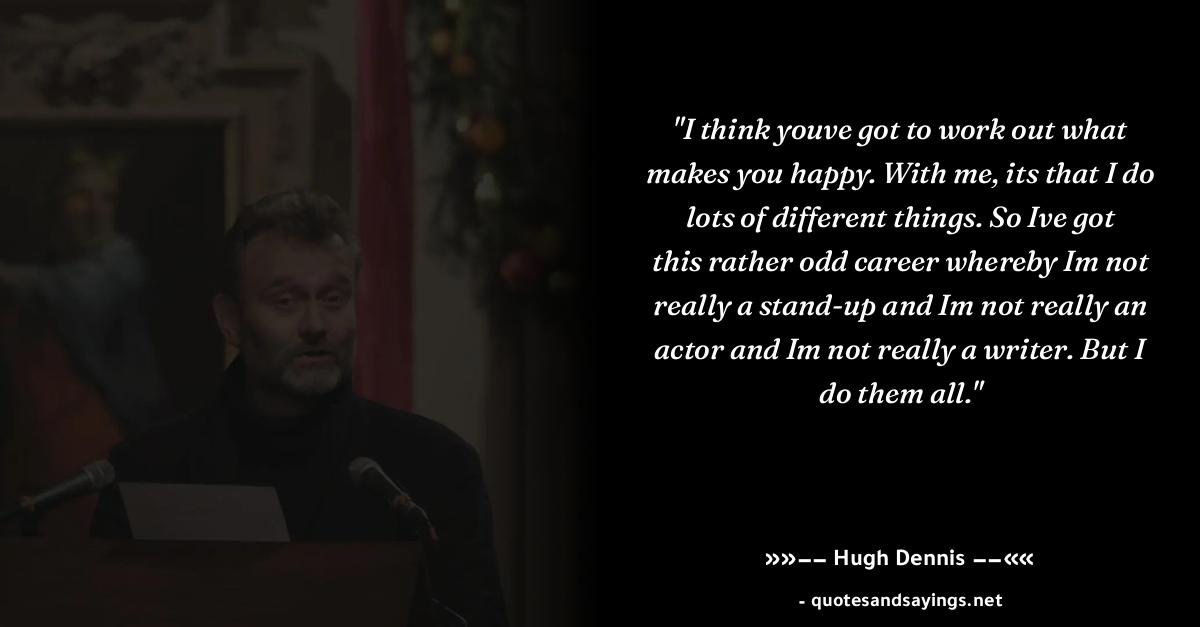 "I think youve got to work out what
makes you happy. With me, its that I do
lots of different things. So Ive got
this rather odd career whereby Im not
really a stand-up and Im not really an
actor and Im not really a writer. But I
do them all."
»»−− Hugh Dennis −−««
- quotesandsayings.net